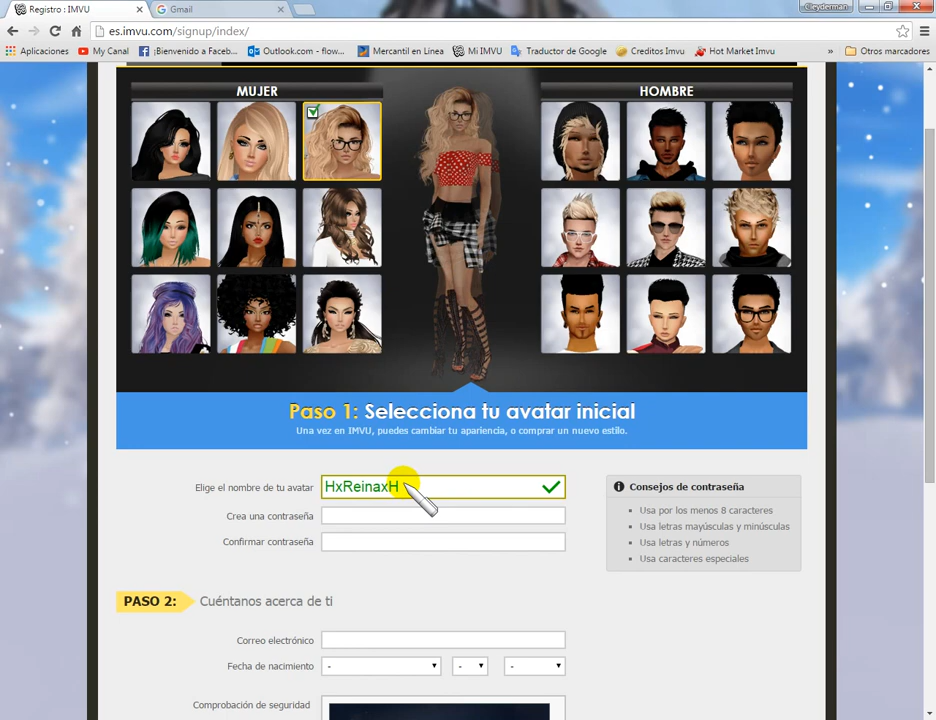 Registro : IMVU
Gmail
Cleyderman
es.imvu.com/signup/index/
Aplicaciones
My Canal
¡Bienvenido a Faceb...
Outlook.com - flow...
Mercantil en Linea
Mi IMVU
Traductor de Google
Creditos Imvu
Hot Market Imvu
»
Otros marcadores
MUJER
HOMBRE
Paso 1: Selecciona tu avatar inicial
Una vez en IMVU, puedes cambiar tu apariencia, o comprar un nuevo estilo.
Elige el nombre de tu avatar
HxReinaxH
Crea una contraseña
Confirmar contraseña
Consejos de contraseña
Usa por los menos 8 caracteres
Usa letras mayúsculas y minúsculas
Usa letras y números
Usa caracteres especiales
PASO 2:
Cuéntanos acerca de ti
Correo electrónico
Fecha de nacimiento
-
-
-
Comprobación de seguridad